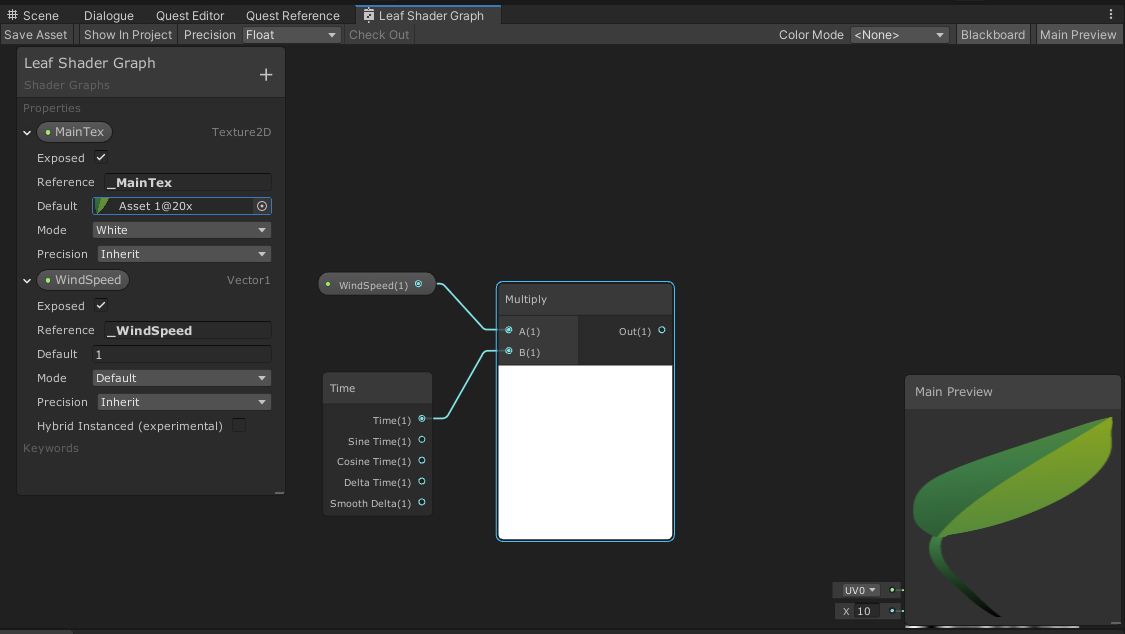 Scene Dialogue Quest Editor Quest Reference Leaf Shader Graph
Save Asset Show In Project Precision Float Check Out Color Mode <None> Blackboard Main Preview
Leaf Shader Graph
Shader Graphs
Properties
MainTex Texture2D
Exposed
Reference _MainTex
Default Asset 1@20x
Mode White
Precision Inherit
WindSpeed Vector1
Exposed
Reference _WindSpeed
Default 1
Mode Default
Precision Inherit
Hybrid Instanced (experimental)
Keywords
WindSpeed(1)
Multiply
A(1) Out(1)
B(1)
Time
Time(1)
Sine Time(1)
Cosine Time(1)
Delta Time(1)
Smooth Delta(1)
Main Preview
UV0
X 10